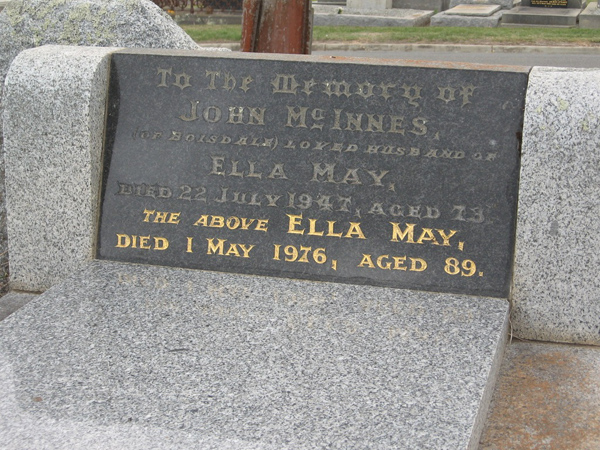 To The Memory of
JOHN McINNES,
(OF BOISDALE) LOVED HUSBAND OF
ELLA MAY,
DIED 22 JULY 1947, AGED 73.
THE ABOVE ELLA MAY,
DIED 1 MAY 1976, AGED 89.